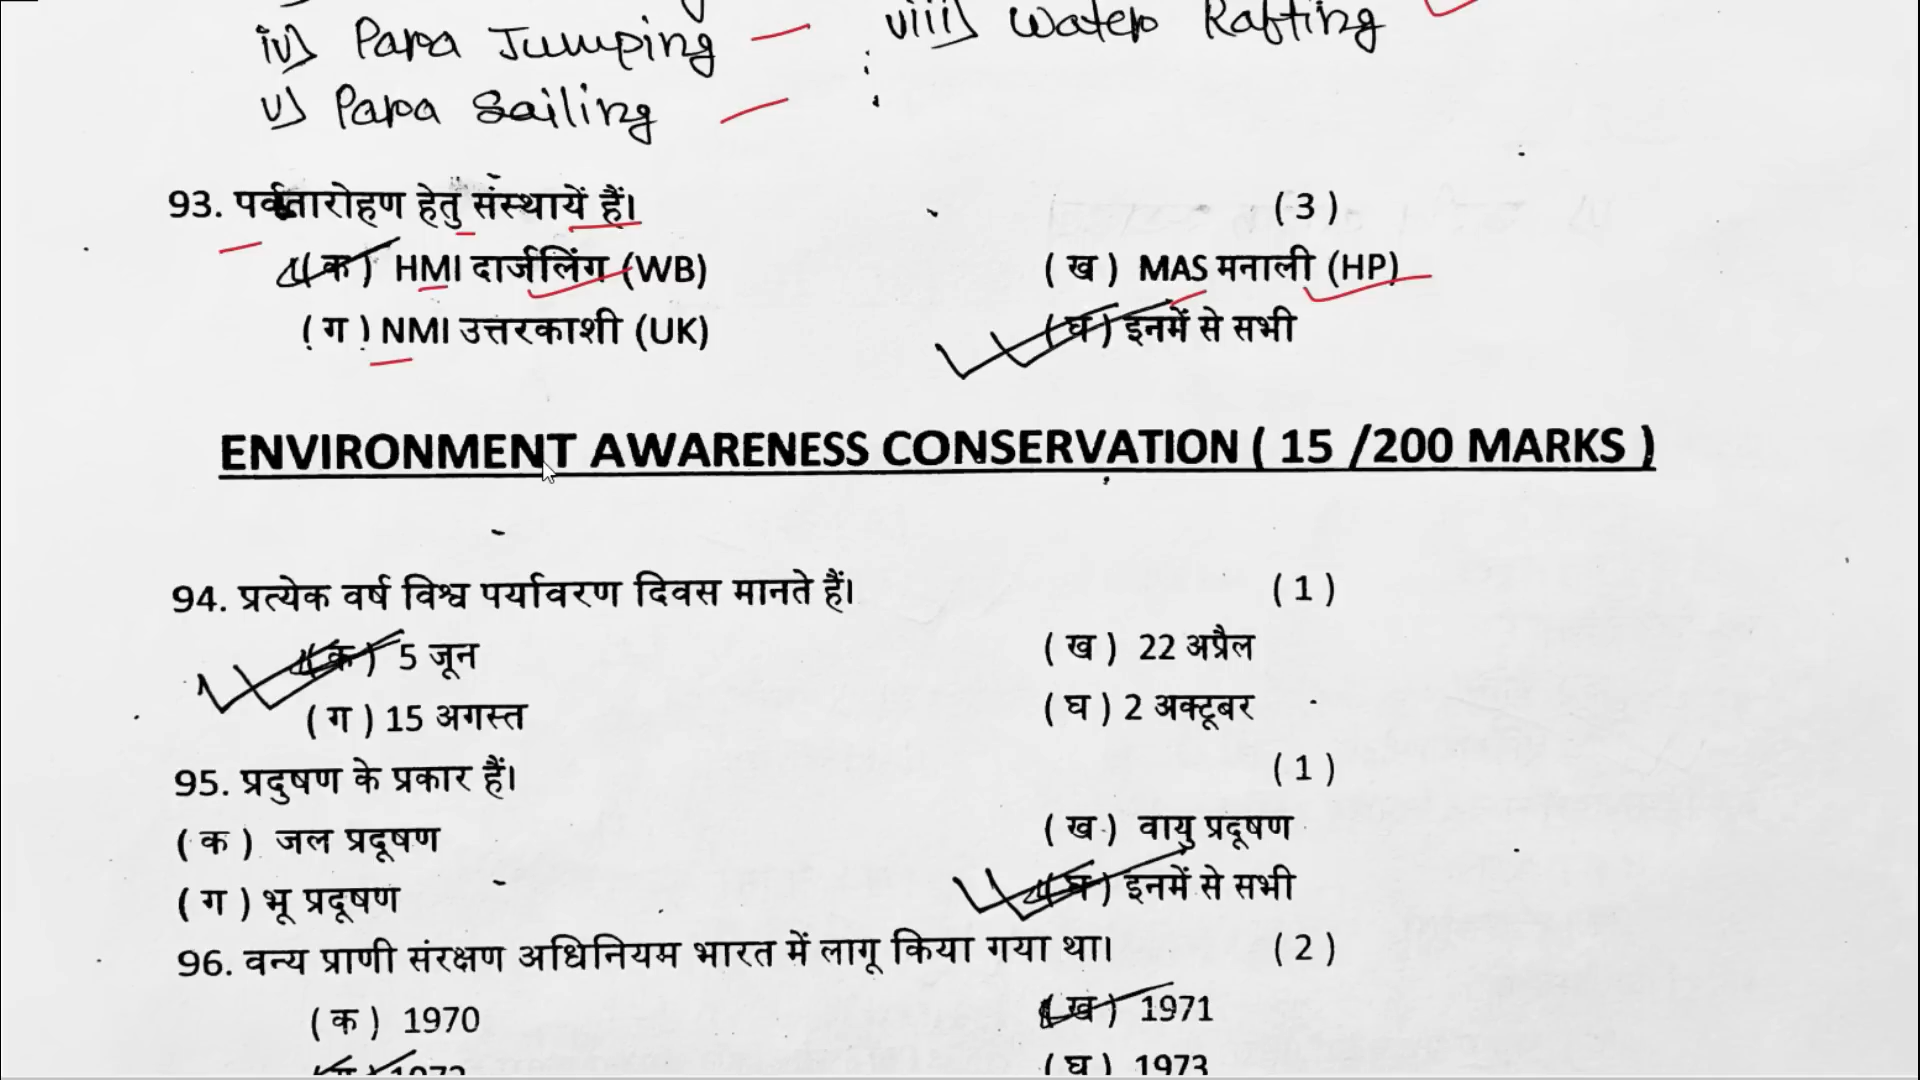 iv) Para Jumping
viii) Water Rafting
v) Para Sailing
93. पर्वतारोहण हेतु संस्थायें हैं। ( 3 )
( क ) HMI दार्जलिंग (WB) ( ख ) MAS मनाली (HP)
( ग ) NMI उत्तरकाशी (UK) ( घ ) इनमें से सभी
ENVIRONMENT AWARENESS CONSERVATION ( 15 /200 MARKS )
94. प्रत्येक वर्ष विश्व पर्यावरण दिवस मानते हैं। ( 1 )
( क ) 5 जून ( ख ) 22 अप्रैल
( ग ) 15 अगस्त ( घ ) 2 अक्टूबर
95. प्रदुषण के प्रकार हैं। ( 1 )
( क ) जल प्रदूषण ( ख ) वायु प्रदूषण
( ग ) भू प्रदूषण ( घ ) इनमें से सभी
96. वन्य प्राणी संरक्षण अधिनियम भारत में लागू किया गया था। ( 2 )
( क ) 1970 ( ख ) 1971
( घ ) 1973